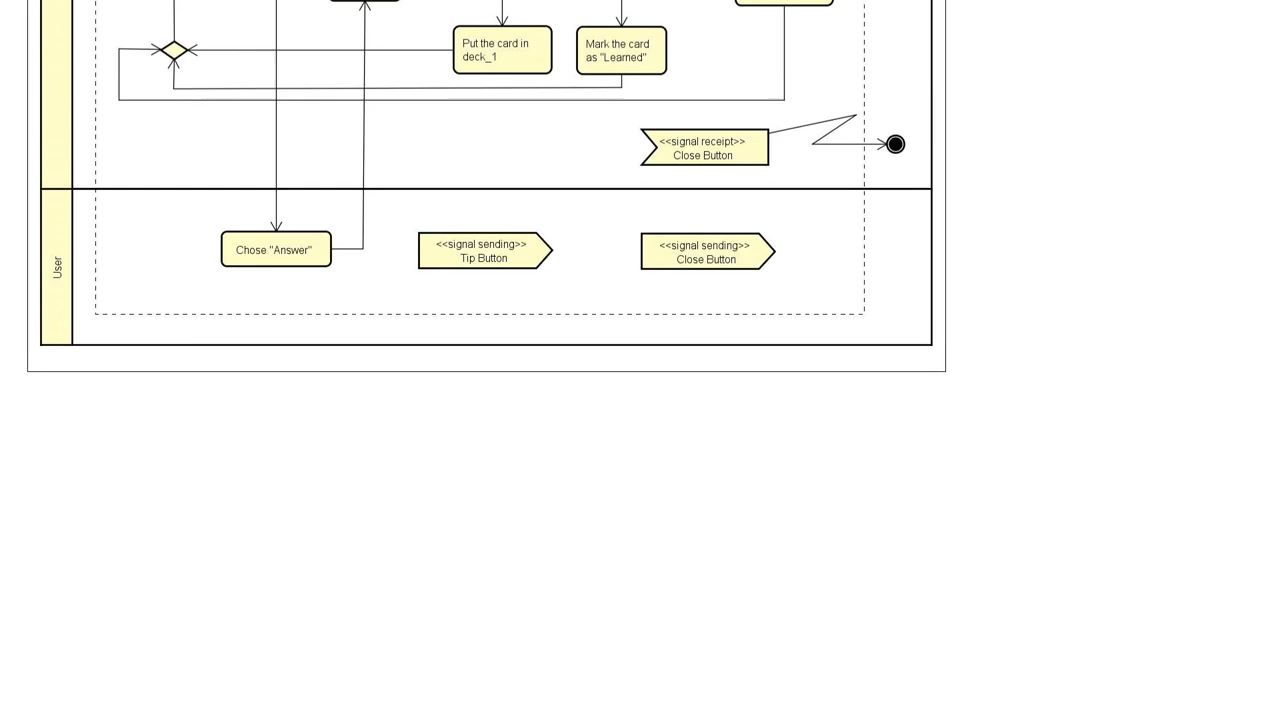 Put the card in
deck_1
Mark the card
as "Learned"
<<signal receipt>>
Close Button
User
Chose "Answer"
<<signal sending>>
Tip Button
<<signal sending>>
Close Button